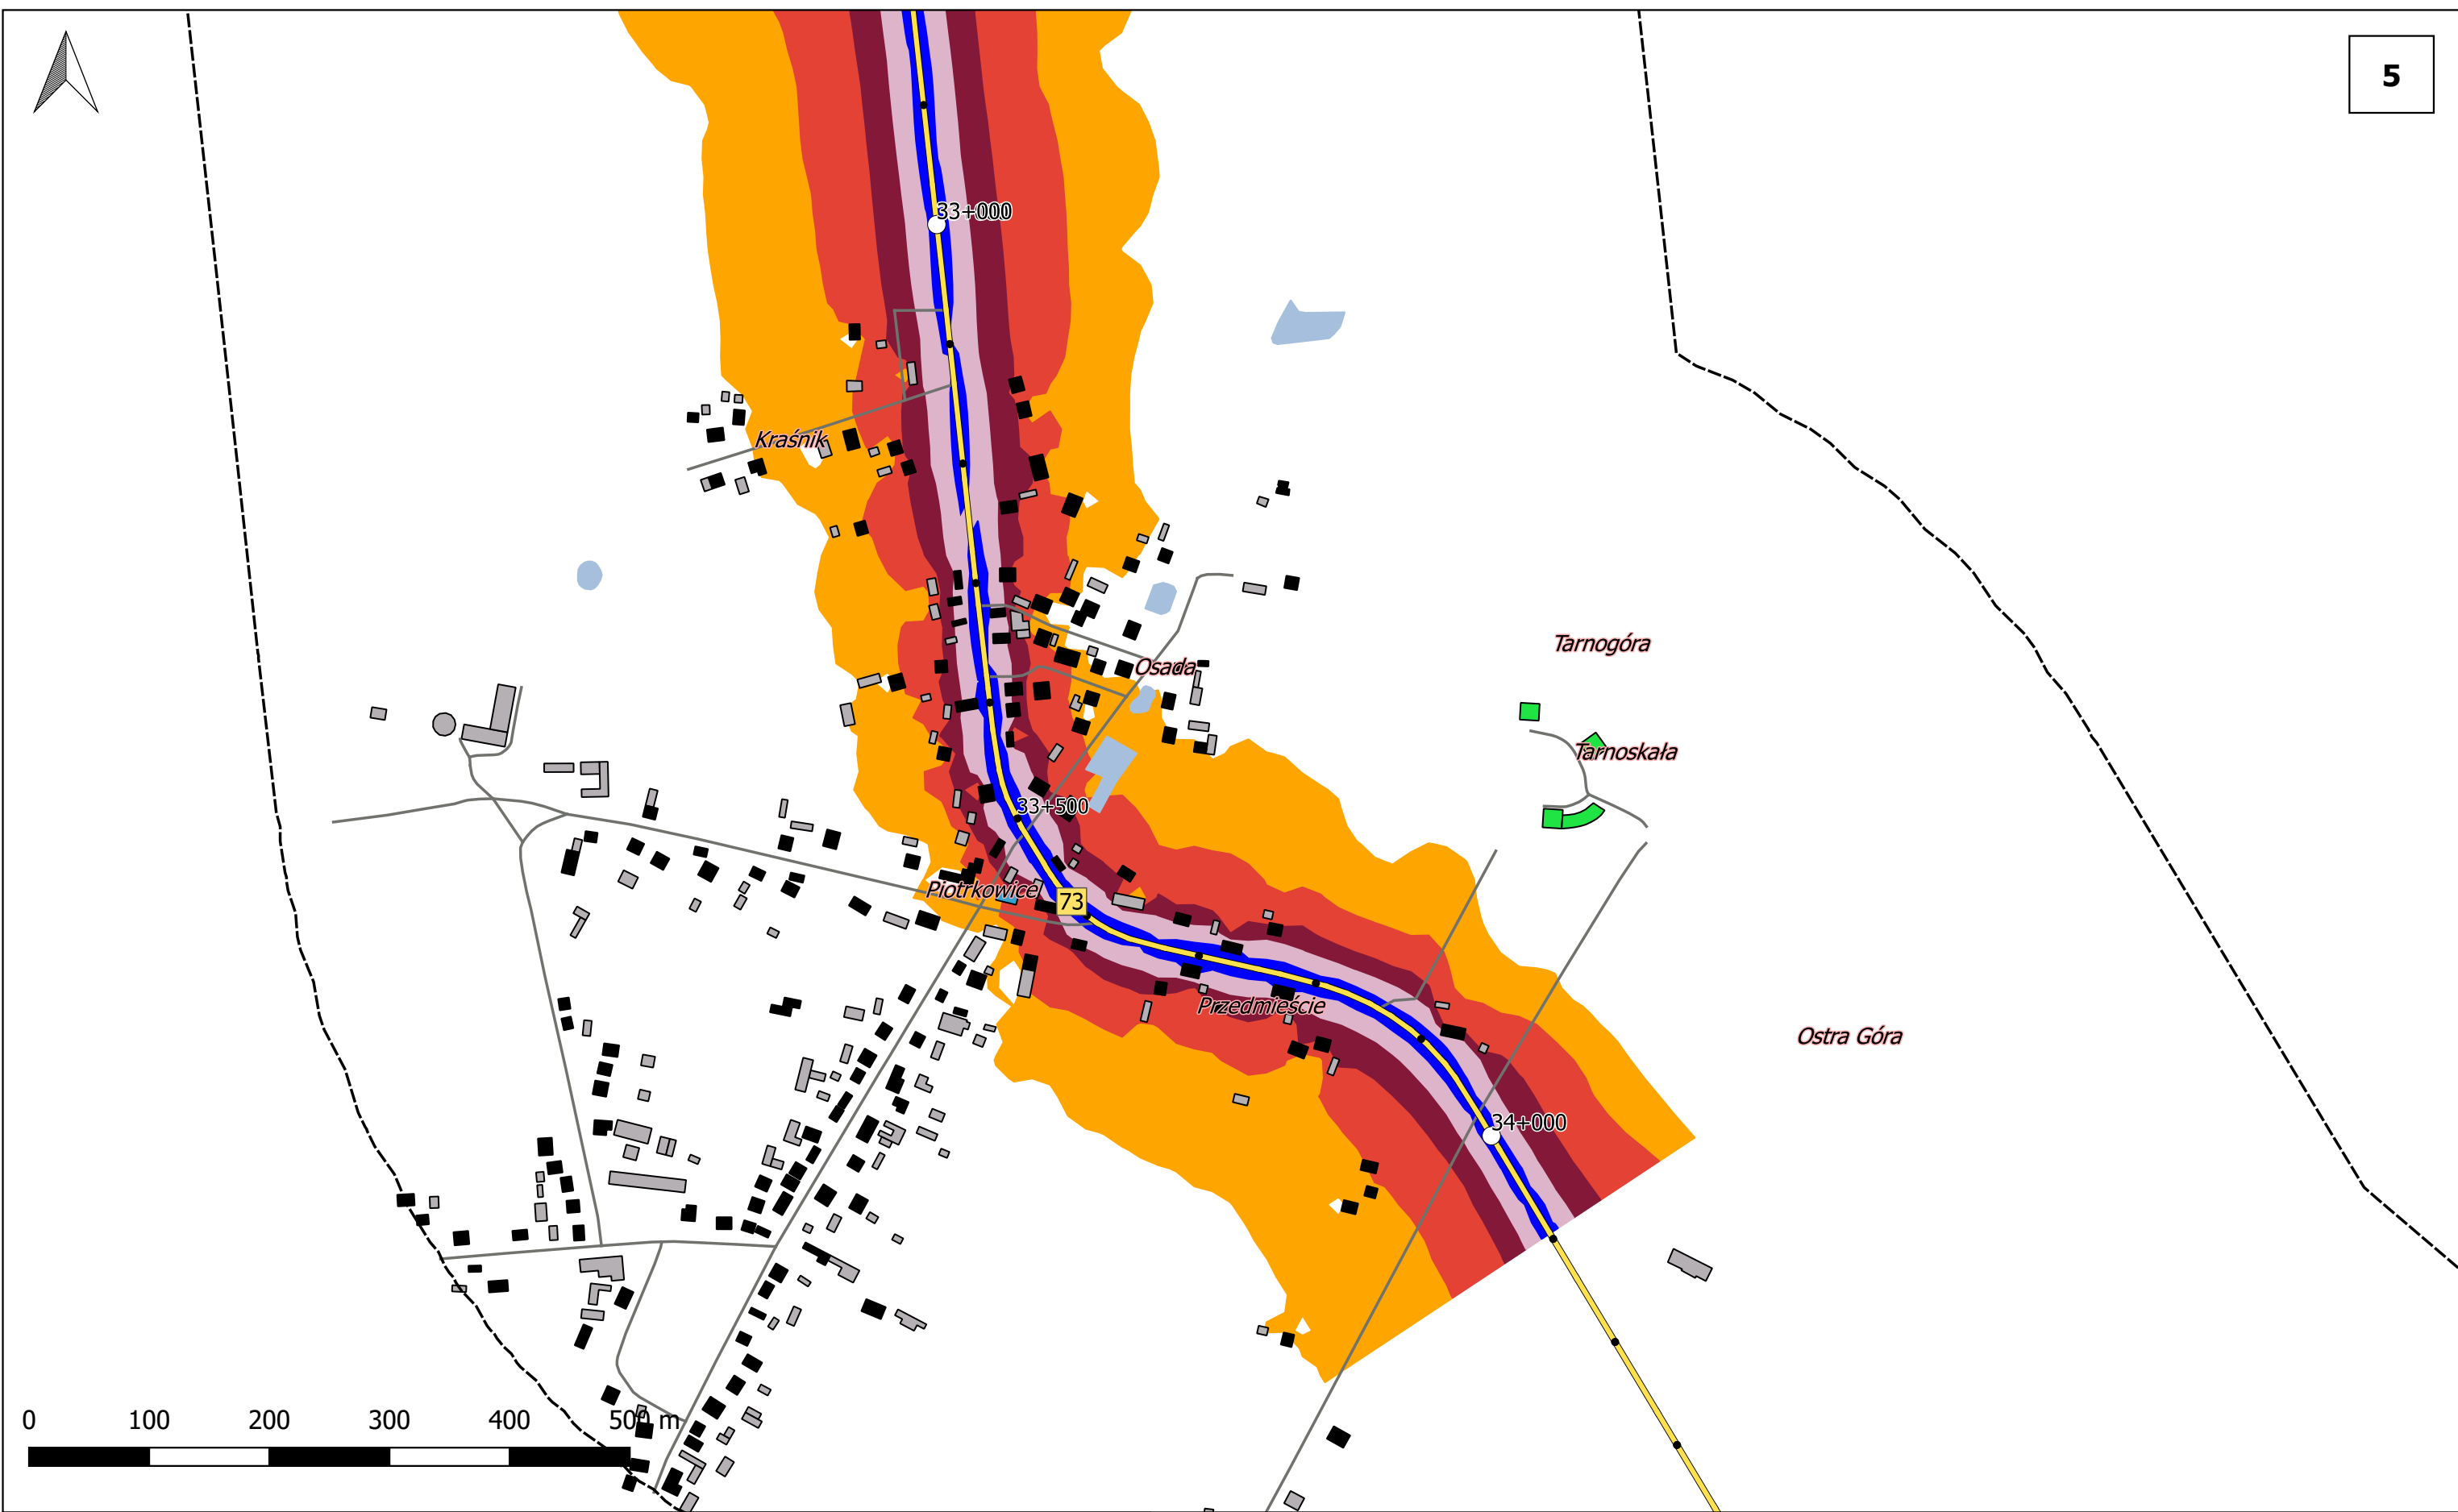 5
33+000
Kraśnik
Tarnogóra
Osada
Tarnoskała
33+500
Piotrkowice
73
Przedmieście
Ostra Góra
34+000
0 100 200 300 400 500 m